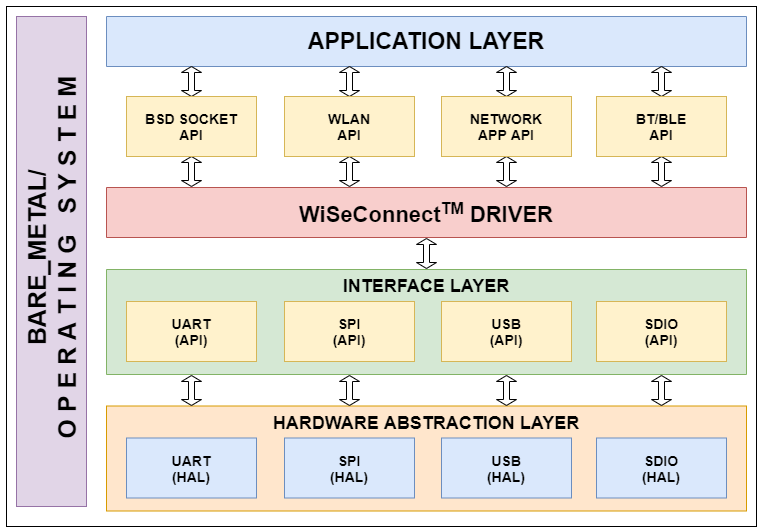 BARE_METAL/
OPERATING SYSTEM
APPLICATION LAYER
BSD SOCKET
API
WLAN
API
NETWORK
APP API
BT/BLE
API
WiSeConnect™ DRIVER
INTERFACE LAYER
UART
(API)
SPI
(API)
USB
(API)
SDIO
(API)
HARDWARE ABSTRACTION LAYER
UART
(HAL)
SPI
(HAL)
USB
(HAL)
SDIO
(HAL)